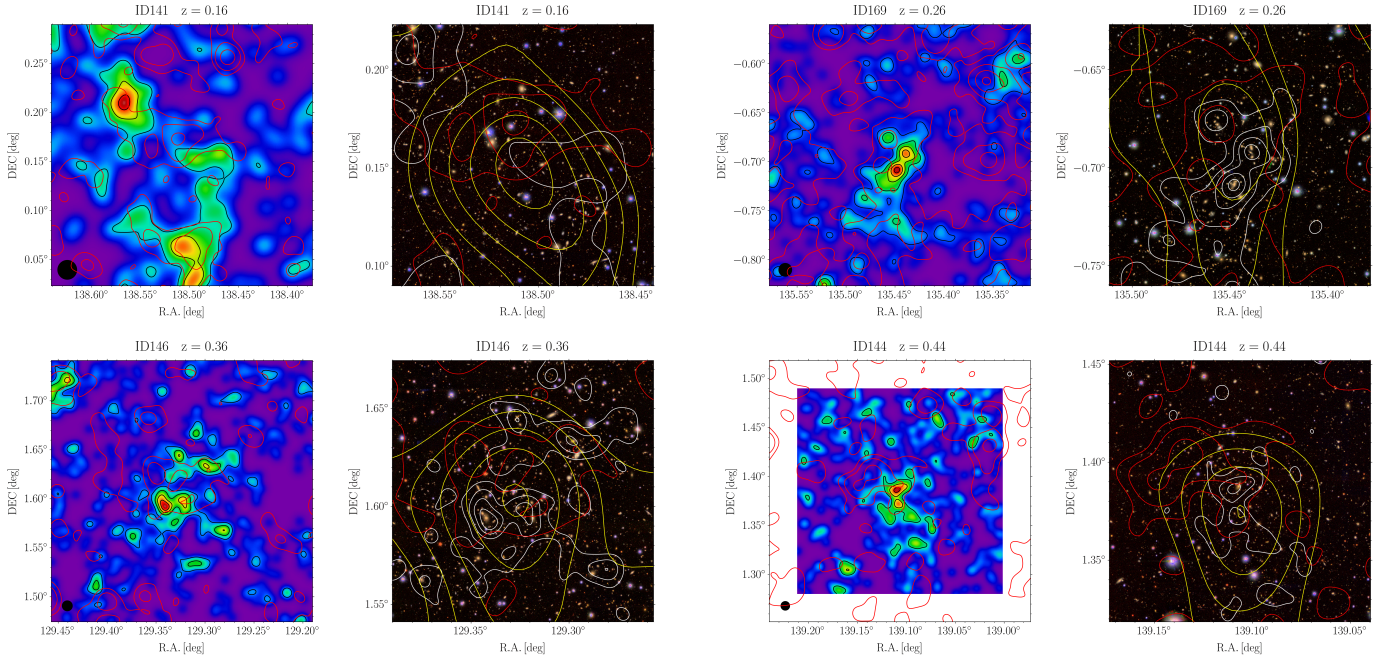 ID141 z = 0.16
0.25°
0.20°
0.15°
0.10°
0.05°
DEC [deg]
138.60° 138.55° 138.50° 138.45° 138.40°
R.A. [deg]
ID141 z = 0.16
0.20°
0.15°
0.10°
DEC [deg]
138.55° 138.50° 138.45°
R.A. [deg]
ID169 z = 0.26
−0.60°
−0.65°
−0.70°
−0.75°
−0.80°
DEC [deg]
135.55° 135.50° 135.45° 135.40° 135.35°
R.A. [deg]
ID169 z = 0.26
−0.65°
−0.70°
−0.75°
DEC [deg]
135.50° 135.45° 135.40°
R.A. [deg]
ID146 z = 0.36
1.70°
1.65°
1.60°
1.55°
1.50°
DEC [deg]
129.45° 129.40° 129.35° 129.30° 129.25° 129.20°
R.A. [deg]
ID146 z = 0.36
1.65°
1.60°
1.55°
DEC [deg]
129.35° 129.30°
R.A. [deg]
ID144 z = 0.44
1.50°
1.45°
1.40°
1.35°
1.30°
DEC [deg]
139.20° 139.15° 139.10° 139.05° 139.00°
R.A. [deg]
ID144 z = 0.44
1.45°
1.40°
1.35°
DEC [deg]
139.15° 139.10° 139.05°
R.A. [deg]